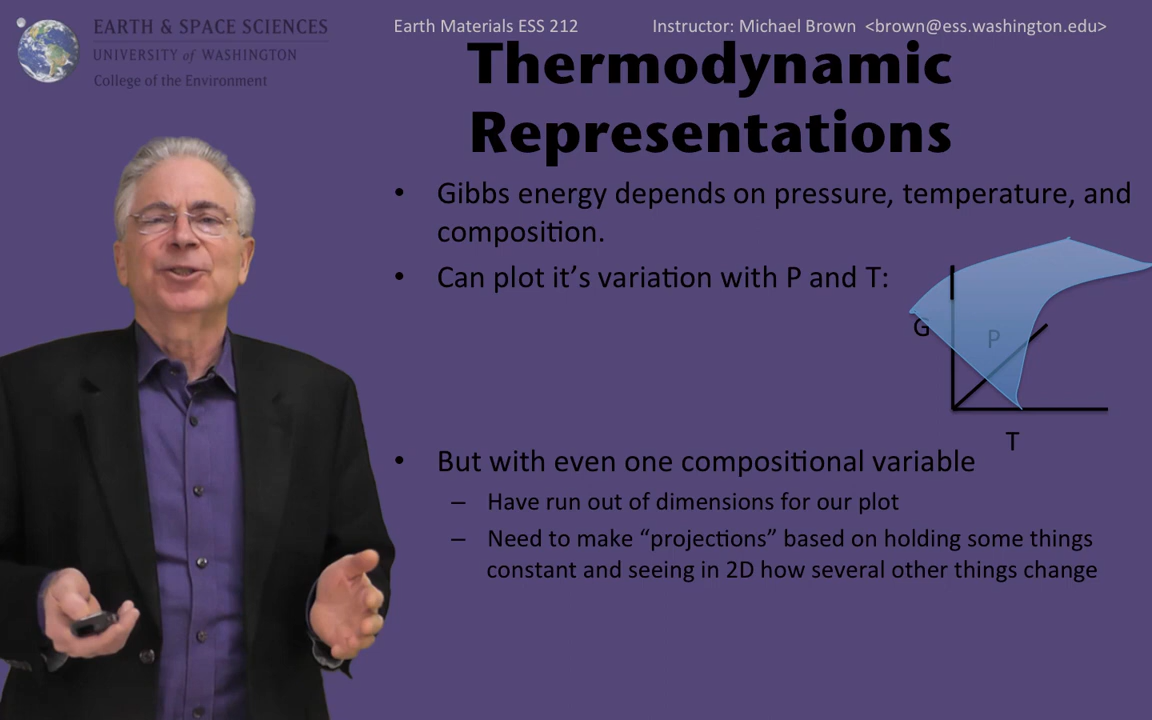 EARTH & SPACE SCIENCES
UNIVERSITY of WASHINGTON
College of the Environment
Earth Materials ESS 212
Instructor: Michael Brown <brown@ess.washington.edu>
Thermodynamic
Representations
• Gibbs energy depends on pressure, temperature, and
composition.
• Can plot it’s variation with P and T:
G
P
T
• But with even one compositional variable
– Have run out of dimensions for our plot
– Need to make “projections” based on holding some things
constant and seeing in 2D how several other things change